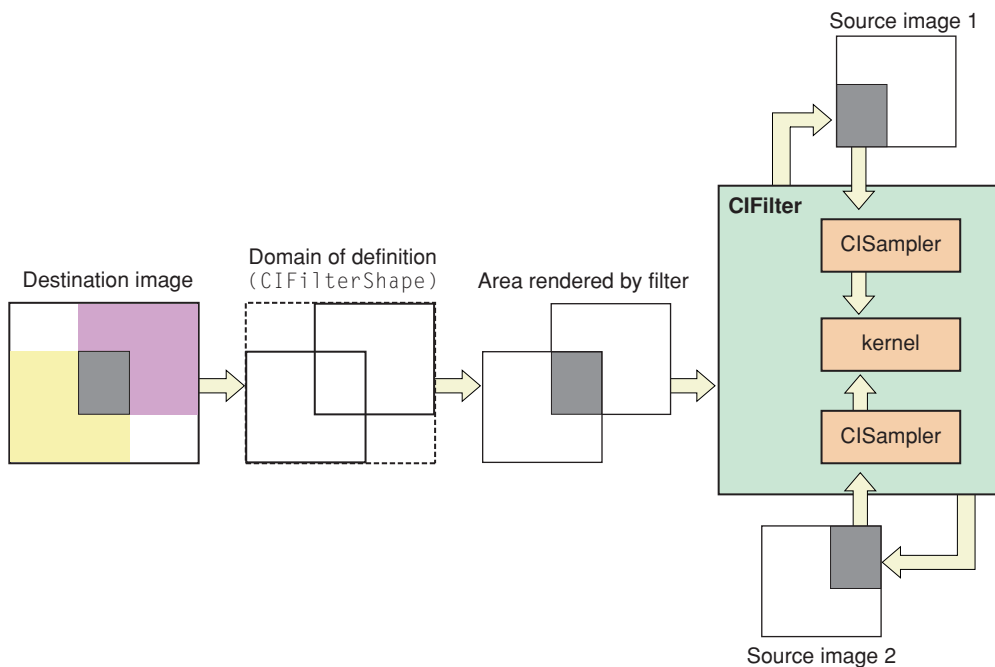 Source image 1
CIFilter
CISampler
Domain of definition
(CIFilterShape)
Destination image
Area rendered by filter
kernel
CISampler
Source image 2